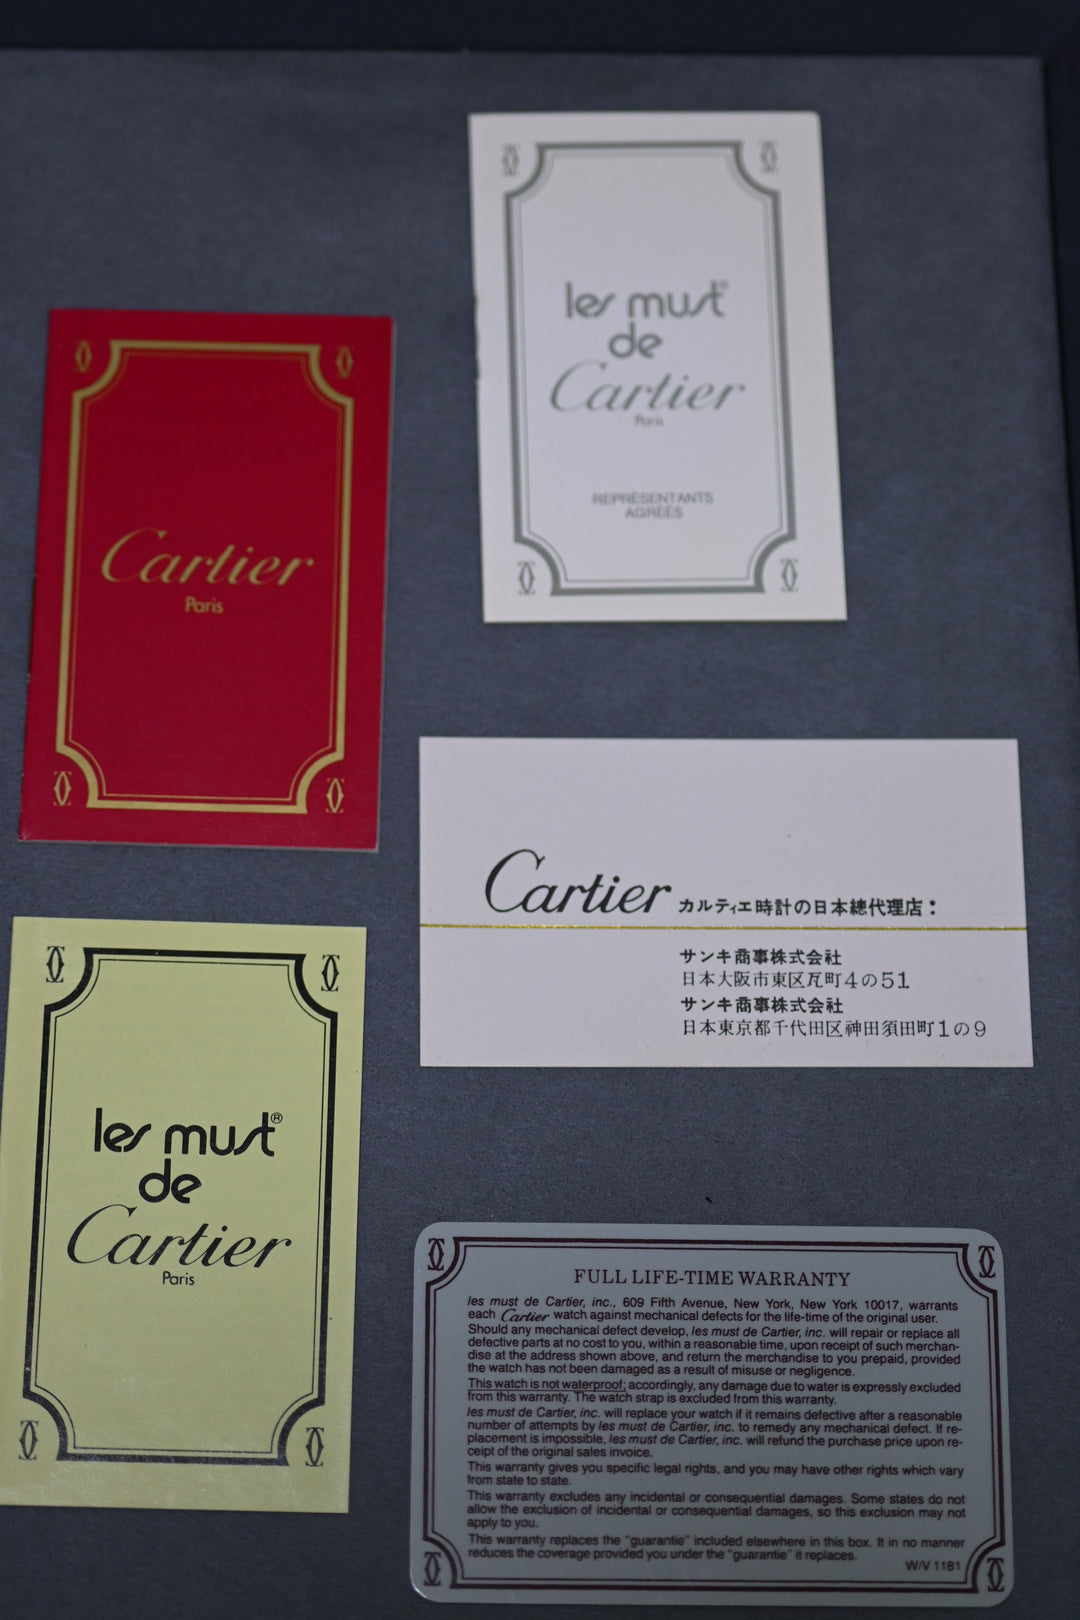 les must®
de
Cartier
Paris
REPRÉSENTANTS
AGRÉÉS
Cartier
Paris
Cartier カルティエ時計の日本總代理店：
サンキ商事株式会社
日本大阪市東区瓦町4の51
サンキ商事株式会社
日本東京都千代田区神田須田町1の9
les must®
de
Cartier
Paris
FULL LIFE-TIME WARRANTY
les must de Cartier, inc., 609 Fifth Avenue, New York, New York 10017, warrants
each Cartier watch against mechanical defects for the life-time of the original user.
Should any mechanical defect develop, les must de Cartier, inc. will repair or replace all
defective parts at no cost to you, within a reasonable time, upon receipt of such merchan-
dise at the address shown above, and return the merchandise to you prepaid, provided
the watch has not been damaged as a result of misuse or negligence.
This watch is not waterproof; accordingly, any damage due to water is expressly excluded
from this warranty. The watch strap is excluded from this warranty.
les must de Cartier, inc. will replace your watch if it remains defective after a reasonable
number of attempts by les must de Cartier, inc. to remedy any mechanical defect. If re-
placement is impossible, les must de Cartier, inc. will refund the purchase price upon re-
ceipt of the original sales invoice.
This warranty gives you specific legal rights, and you may have other rights which vary
from state to state.
This warranty excludes any incidental or consequential damages. Some states do not
allow the exclusion of incidental or consequential damages, so this exclusion may not
apply to you.
This warranty replaces the "guarantie" included elsewhere in this box. It in no manner
reduces the coverage provided you under the "guarantie" it replaces.
W/V 1181